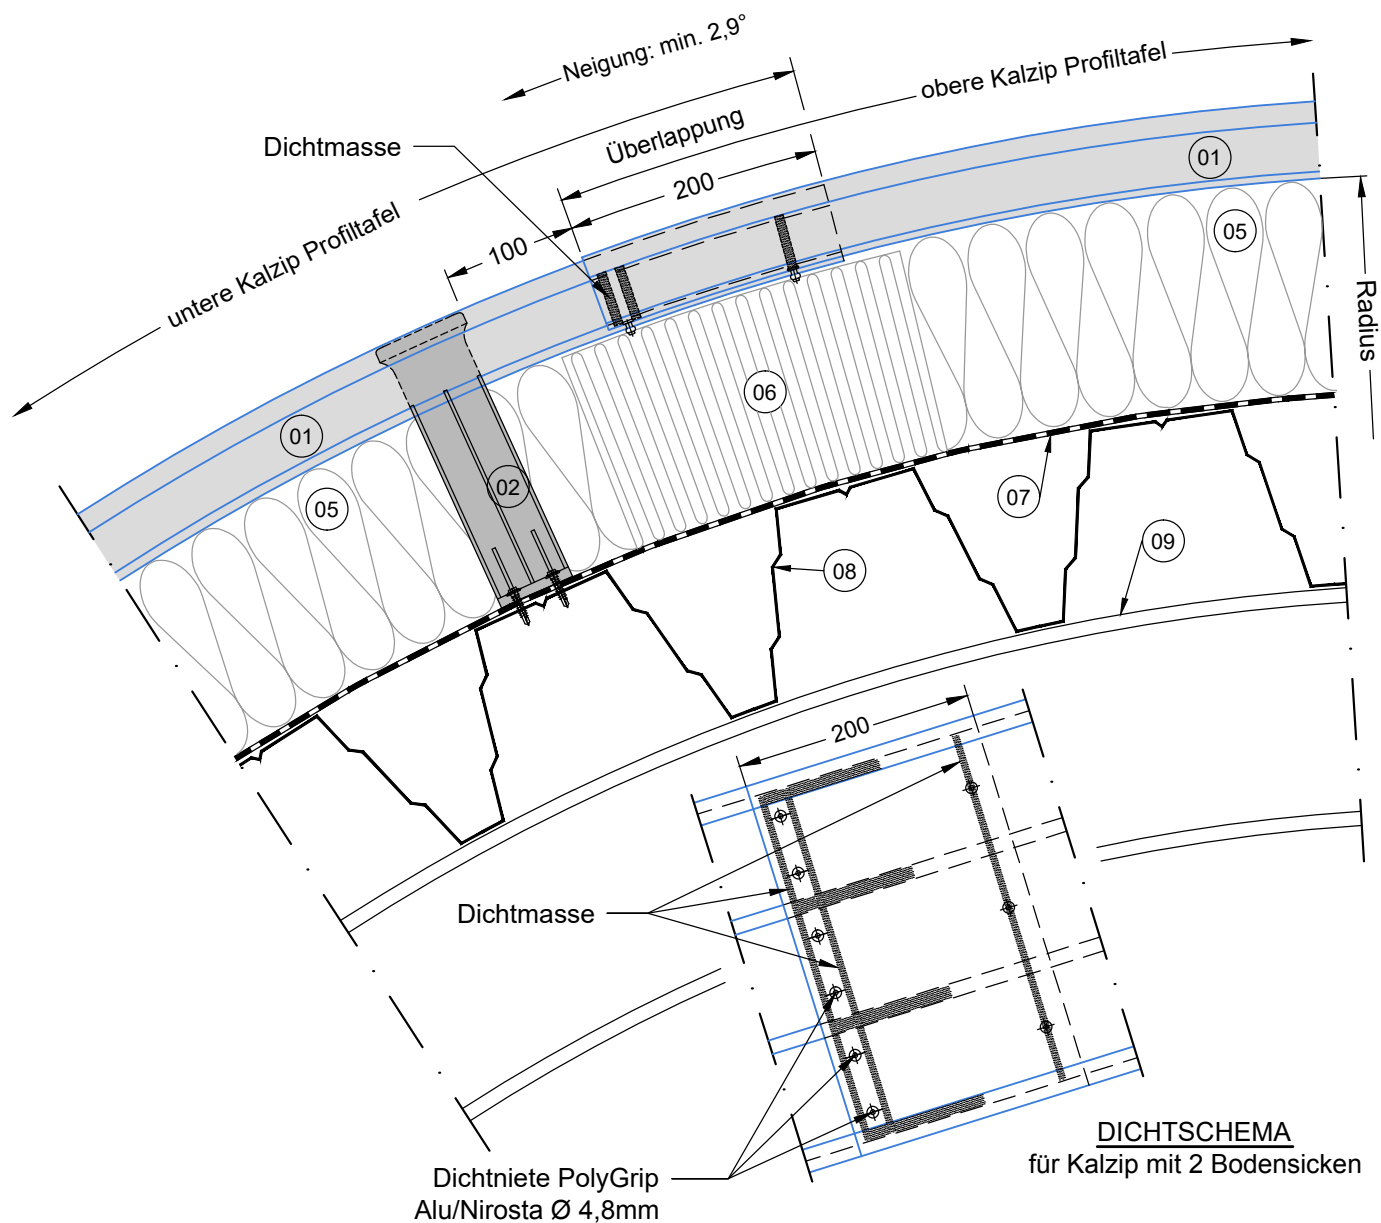 Neigung: min. 2,9°
obere Kalzip Profiltafel
Dichtmasse
Überlappung
200
01
untere Kalzip Profiltafel
100
05
Radius
06
01
02
05
07
09
08
200
Dichtmasse
DICHTSCHEMA
für Kalzip mit 2 Bodensicken
Dichtniete PolyGrip
Alu/Nirosta Ø 4,8mm